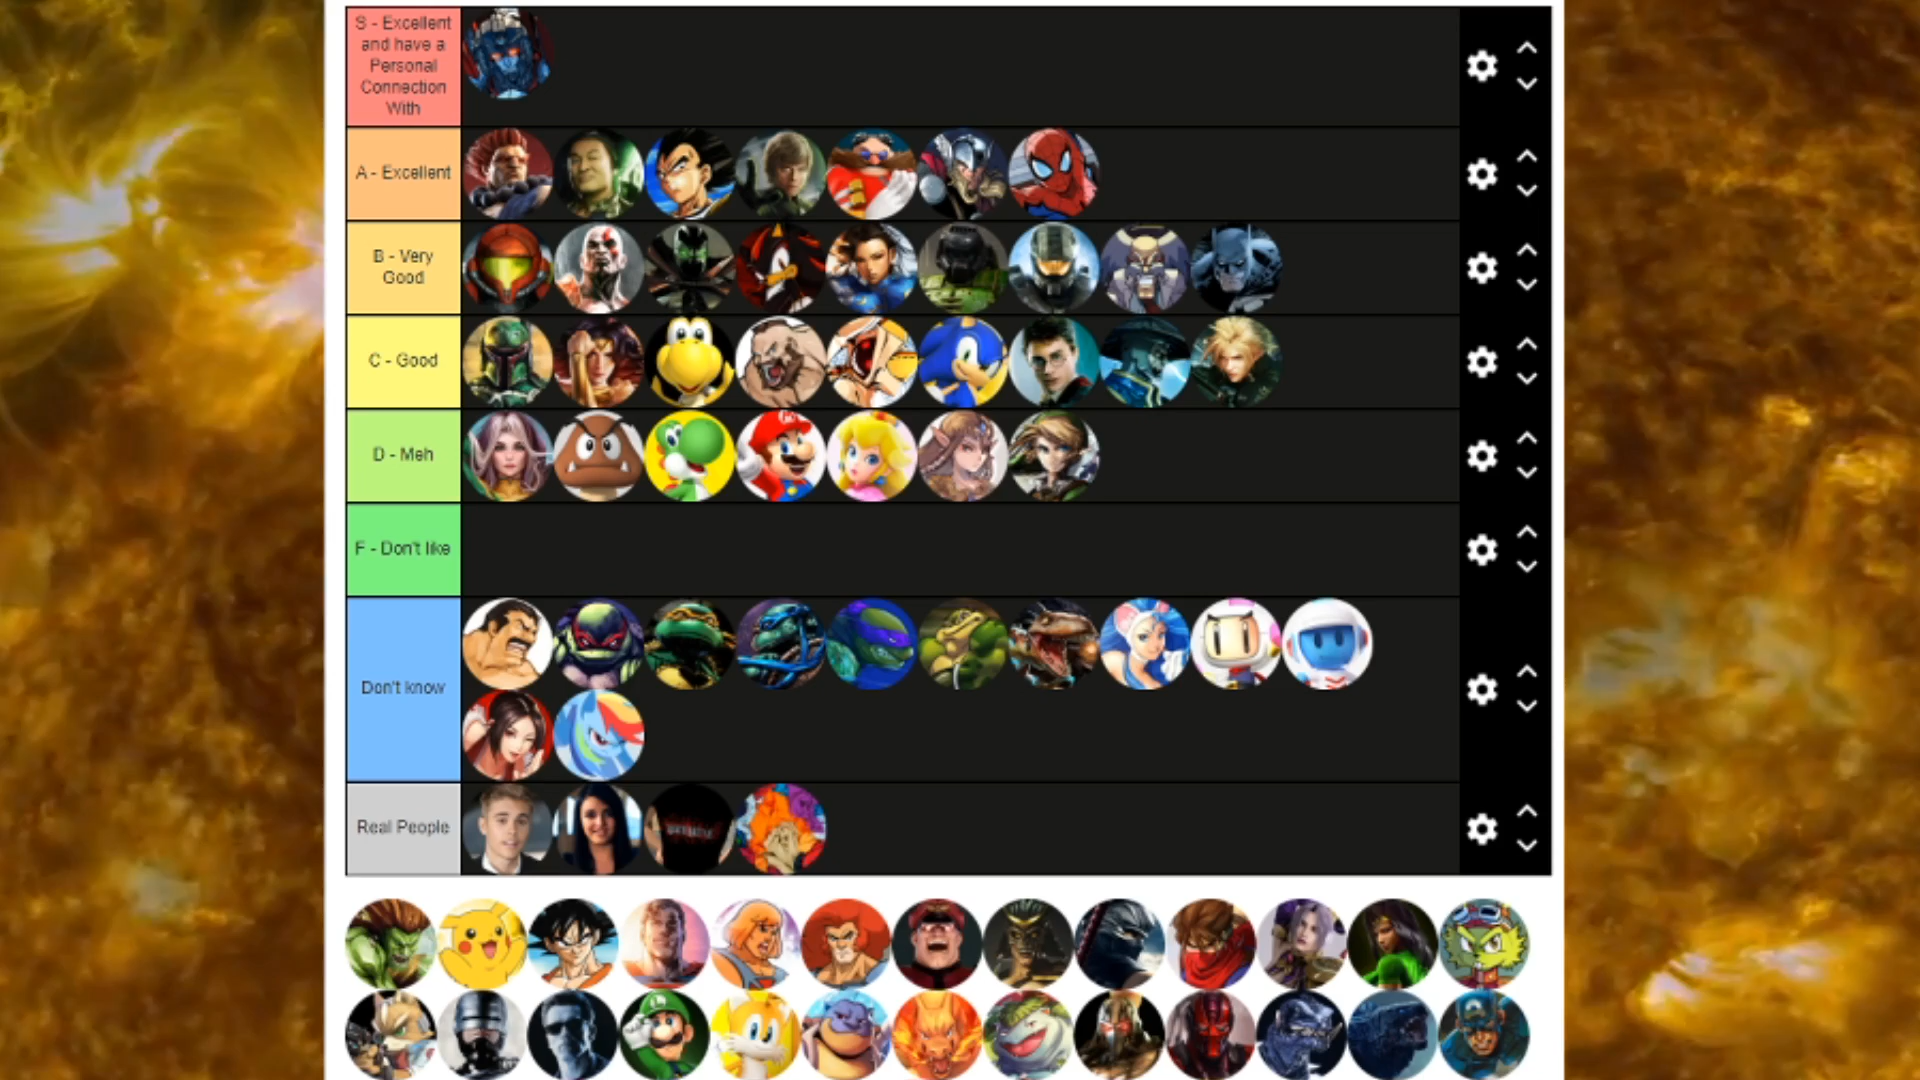 S - Excellent
and have a
Personal
Connection
With
A - Excellent
B - Very
Good
C - Good
D - Meh
F - Don't like
Don't know
Real People